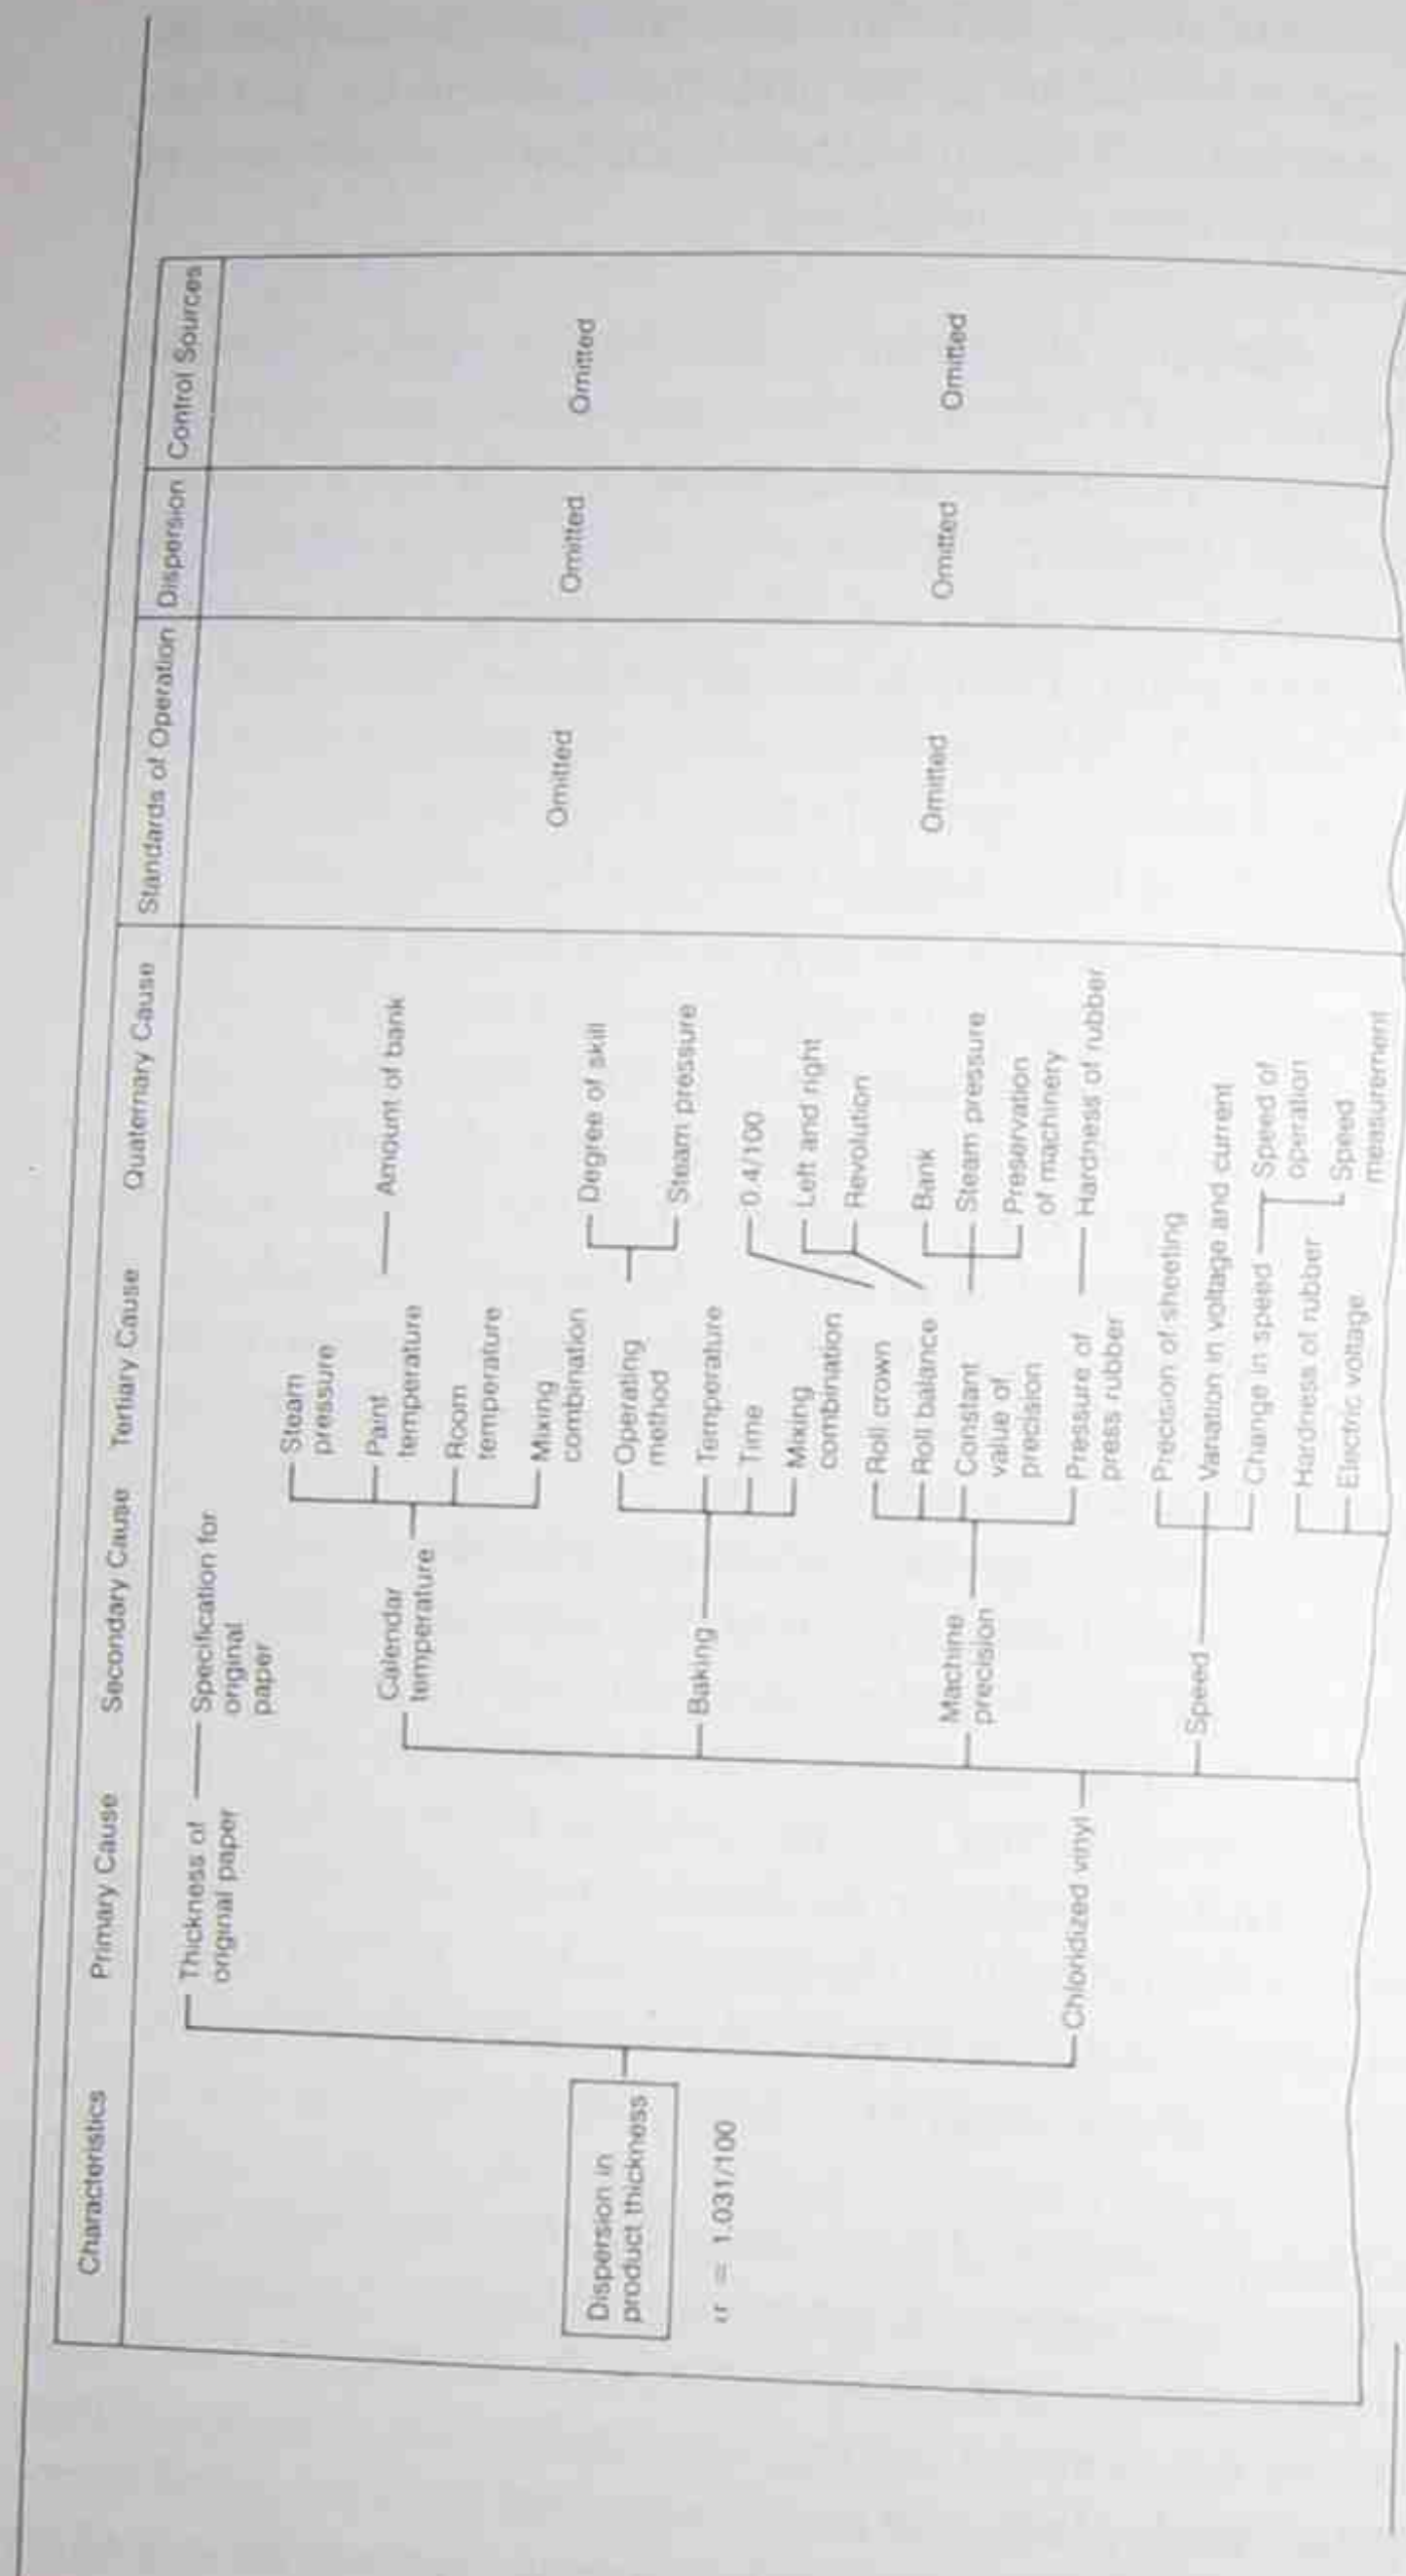 Characteristics Primary Cause Secondary Cause Tertiary Cause Quaternary Cause Standards of Operation Dispersion Control Sources
Thickness of
original paper
Specification for
original
paper
Dispersion in
product thickness
= 1.031/100
Chloridized vinyl
Calendar
temperature
Steam
pressure
Paint
temperature
Amount of bank
Room
temperature
Mixing
combination
Baking
Operating
method
Degree of skill
Steam pressure
Temperature
Time
Mixing
combination
Machine
precision
Roll crown
0.4/100
Roll balance
Left and right
Revolution
Constant
value of
precision
Bank
Steam pressure
Preservation
of machinery
Pressure of
press rubber
Hardness of rubber
Speed
Precision of sheeting
Variation in voltage and current
Change in speed
Speed of
operation
Speed
measurement
Hardness of rubber
Electric voltage
Omitted
Omitted
Omitted
Omitted
Omitted
Omitted